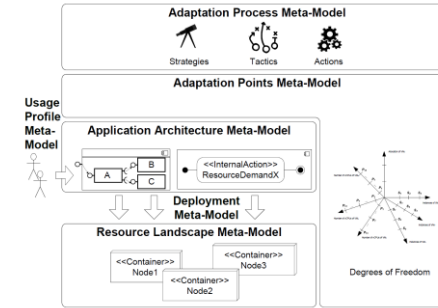 Adaptation Process Meta-Model
Strategies
Tactics
Actions
Adaptation Points Meta-Model
Usage
Profile
Meta-
Model
Application Architecture Meta-Model
A
B
C
<<InternalAction>>
ResourceDemandX
Deployment
Meta-Model
Resource Landscape Meta-Model
<<Container>>
Node1
<<Container>>
Node2
<<Container>>
Node3
Degrees of Freedom